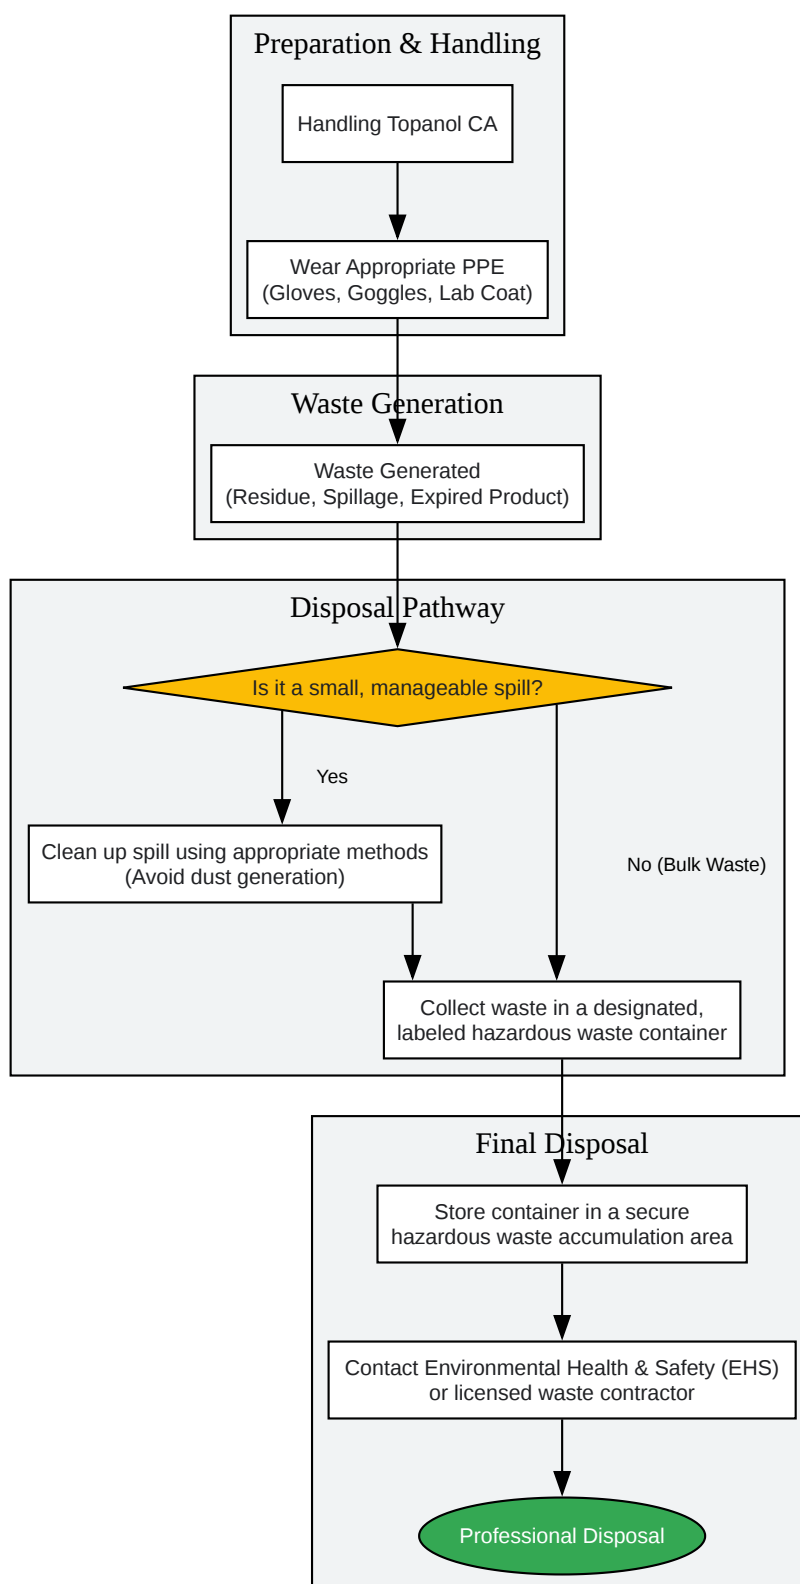 Preparation & Handling
Handling Topanol CA
Wear Appropriate PPE
(Gloves, Goggles, Lab Coat)
Waste Generation
Waste Generated
(Residue, Spillage, Expired Product)
Disposal Pathway
Is it a small, manageable spill?
Yes
Clean up spill using appropriate methods
(Avoid dust generation)
No (Bulk Waste)
Collect waste in a designated,
labeled hazardous waste container
Final Disposal
Store container in a secure
hazardous waste accumulation area
Contact Environmental Health & Safety (EHS)
or licensed waste contractor
Professional Disposal